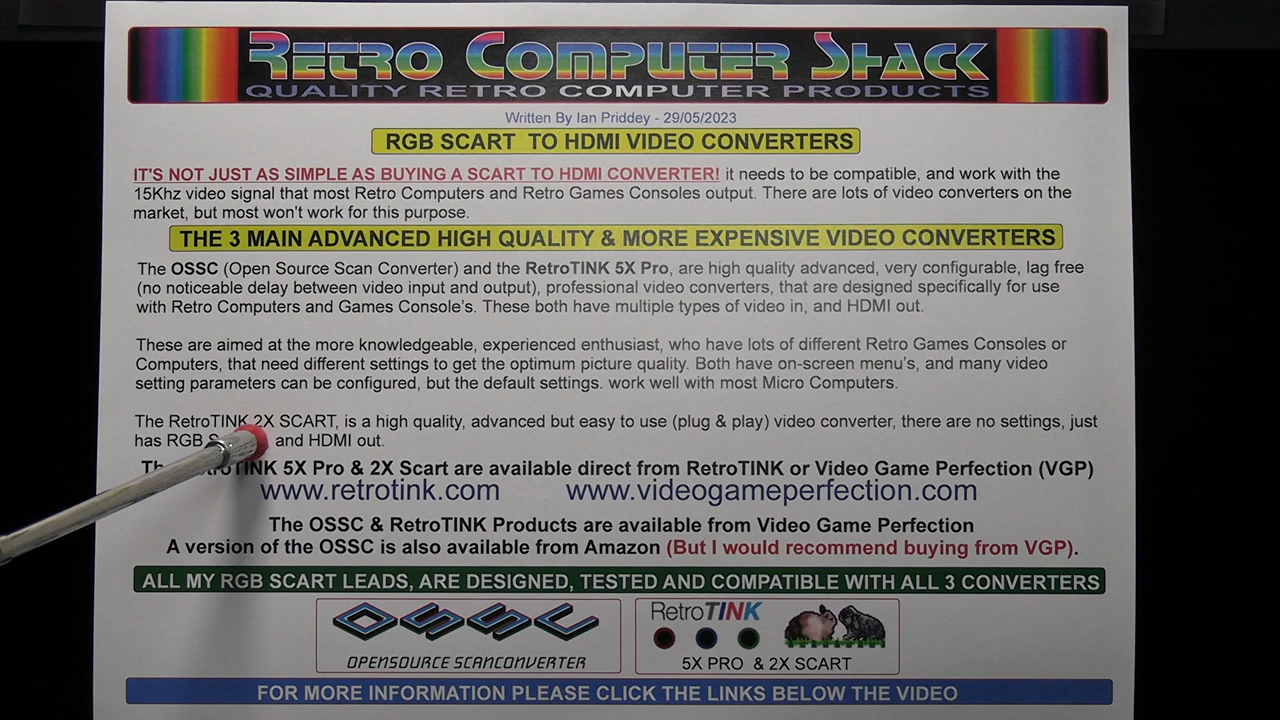 RETRO COMPUTER SHACK
QUALITY RETRO COMPUTER PRODUCTS
Written By Ian Priddey - 29/05/2023
RGB SCART TO HDMI VIDEO CONVERTERS
IT'S NOT JUST AS SIMPLE AS BUYING A SCART TO HDMI CONVERTER! it needs to be compatible, and work with the
15Khz video signal that most Retro Computers and Retro Games Consoles output. There are lots of video converters on the
market, but most won't work for this purpose.
THE 3 MAIN ADVANCED HIGH QUALITY & MORE EXPENSIVE VIDEO CONVERTERS
The OSSC (Open Source Scan Converter) and the RetroTINK 5X Pro, are high quality advanced, very configurable, lag free
(no noticeable delay between video input and output), professional video converters, that are designed specifically for use
with Retro Computers and Games Console's. These both have multiple types of video in, and HDMI out.
These are aimed at the more knowledgeable, experienced enthusiast, who have lots of different Retro Games Consoles or
Computers, that need different settings to get the optimum picture quality. Both have on-screen menu's, and many video
setting parameters can be configured, but the default settings. work well with most Micro Computers.
The RetroTINK 2X SCART, is a high quality, advanced but easy to use (plug & play) video converter, there are no settings, just
has RGB and HDMI out.
5X Pro & 2X Scart are available direct from RetroTINK or Video Game Perfection (VGP)
www.retrotink.com www.videogameperfection.com
The OSSC & RetroTINK Products are available from Video Game Perfection
A version of the OSSC is also available from Amazon (But I would recommend buying from VGP).
ALL MY RGB SCART LEADS, ARE DESIGNED, TESTED AND COMPATIBLE WITH ALL 3 CONVERTERS
OSSC
OPENSOURCE SCANCONVERTER
RetroTINK
5X PRO & 2X SCART
FOR MORE INFORMATION PLEASE CLICK THE LINKS BELOW THE VIDEO